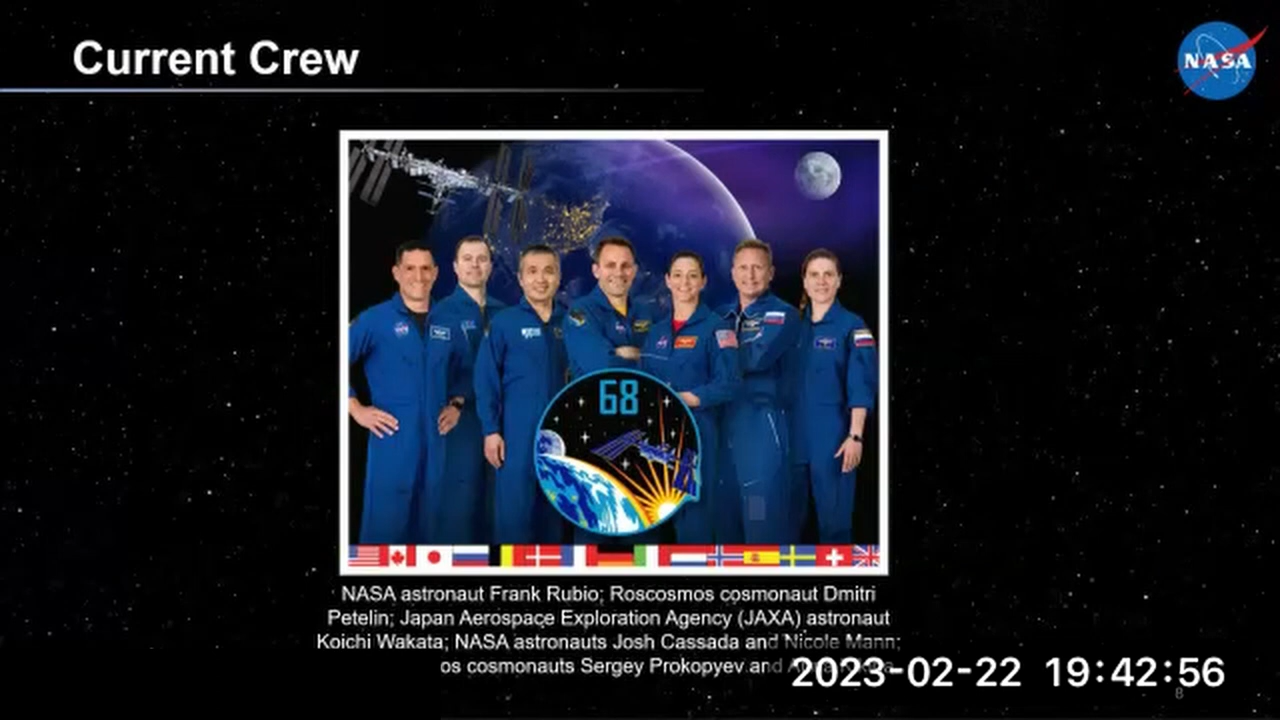 Current Crew
NASA
68
NASA astronaut Frank Rubio; Roscosmos cosmonaut Dmitri
Petelin; Japan Aerospace Exploration Agency (JAXA) astronaut
Koichi Wakata; NASA astronauts Josh Cassada and Nicole Mann;
os cosmonauts Sergey Prokopyev and
2023-02-22 19:42:56
8